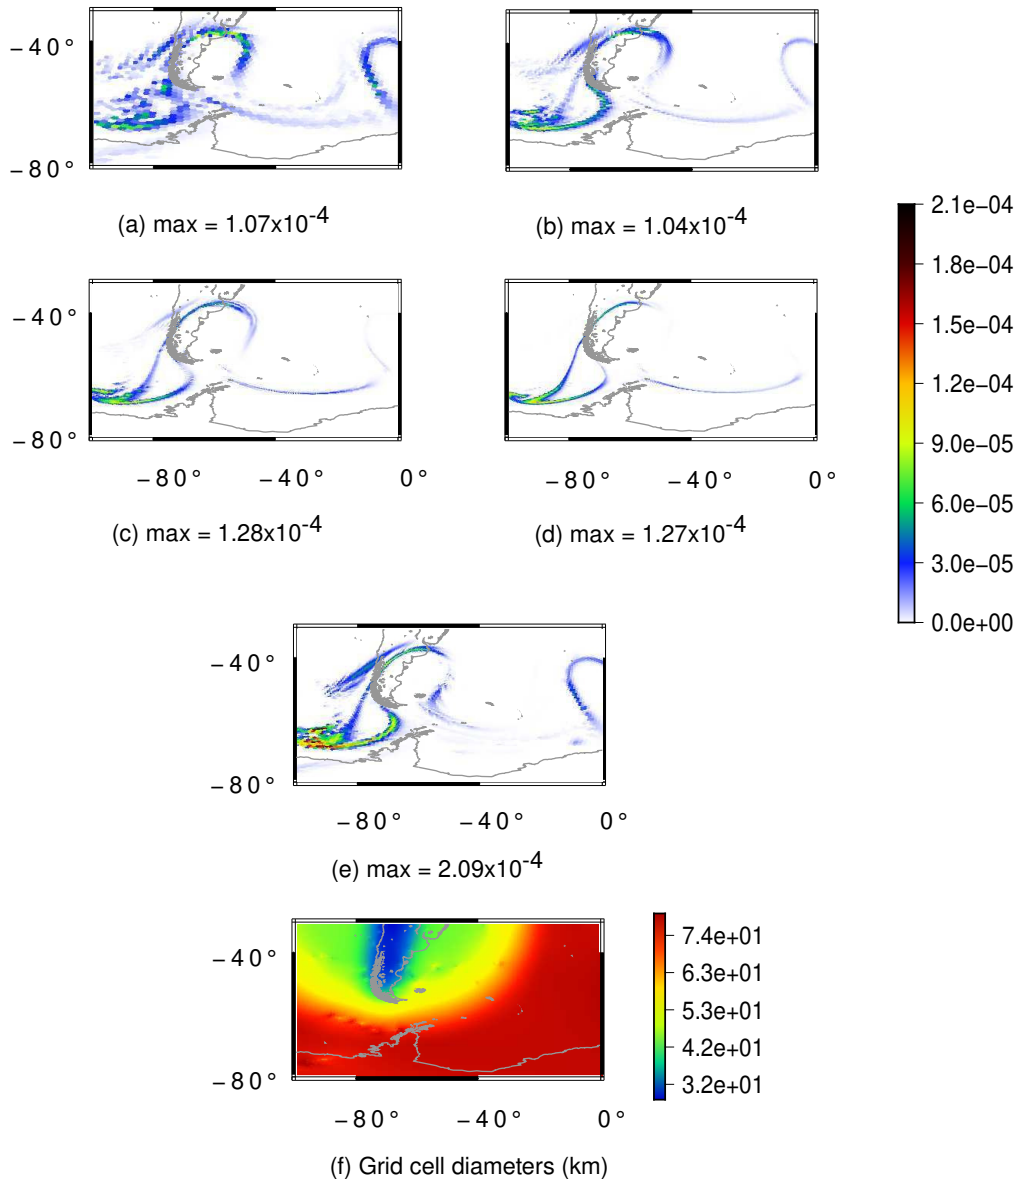 −40°
−80°
(a) max = 1.07x10-4
(b) max = 1.04x10-4
−40°
−80°
−80° −40° 0°
−80° −40° 0°
(c) max = 1.28x10-4
(d) max = 1.27x10-4
2.1e−04
1.8e−04
1.5e−04
1.2e−04
9.0e−05
6.0e−05
3.0e−05
0.0e+00
−40°
−80°
−80° −40° 0°
(e) max = 2.09x10-4
−40°
−80°
−80° −40° 0°
7.4e+01
6.3e+01
5.3e+01
4.2e+01
3.2e+01
(f) Grid cell diameters (km)